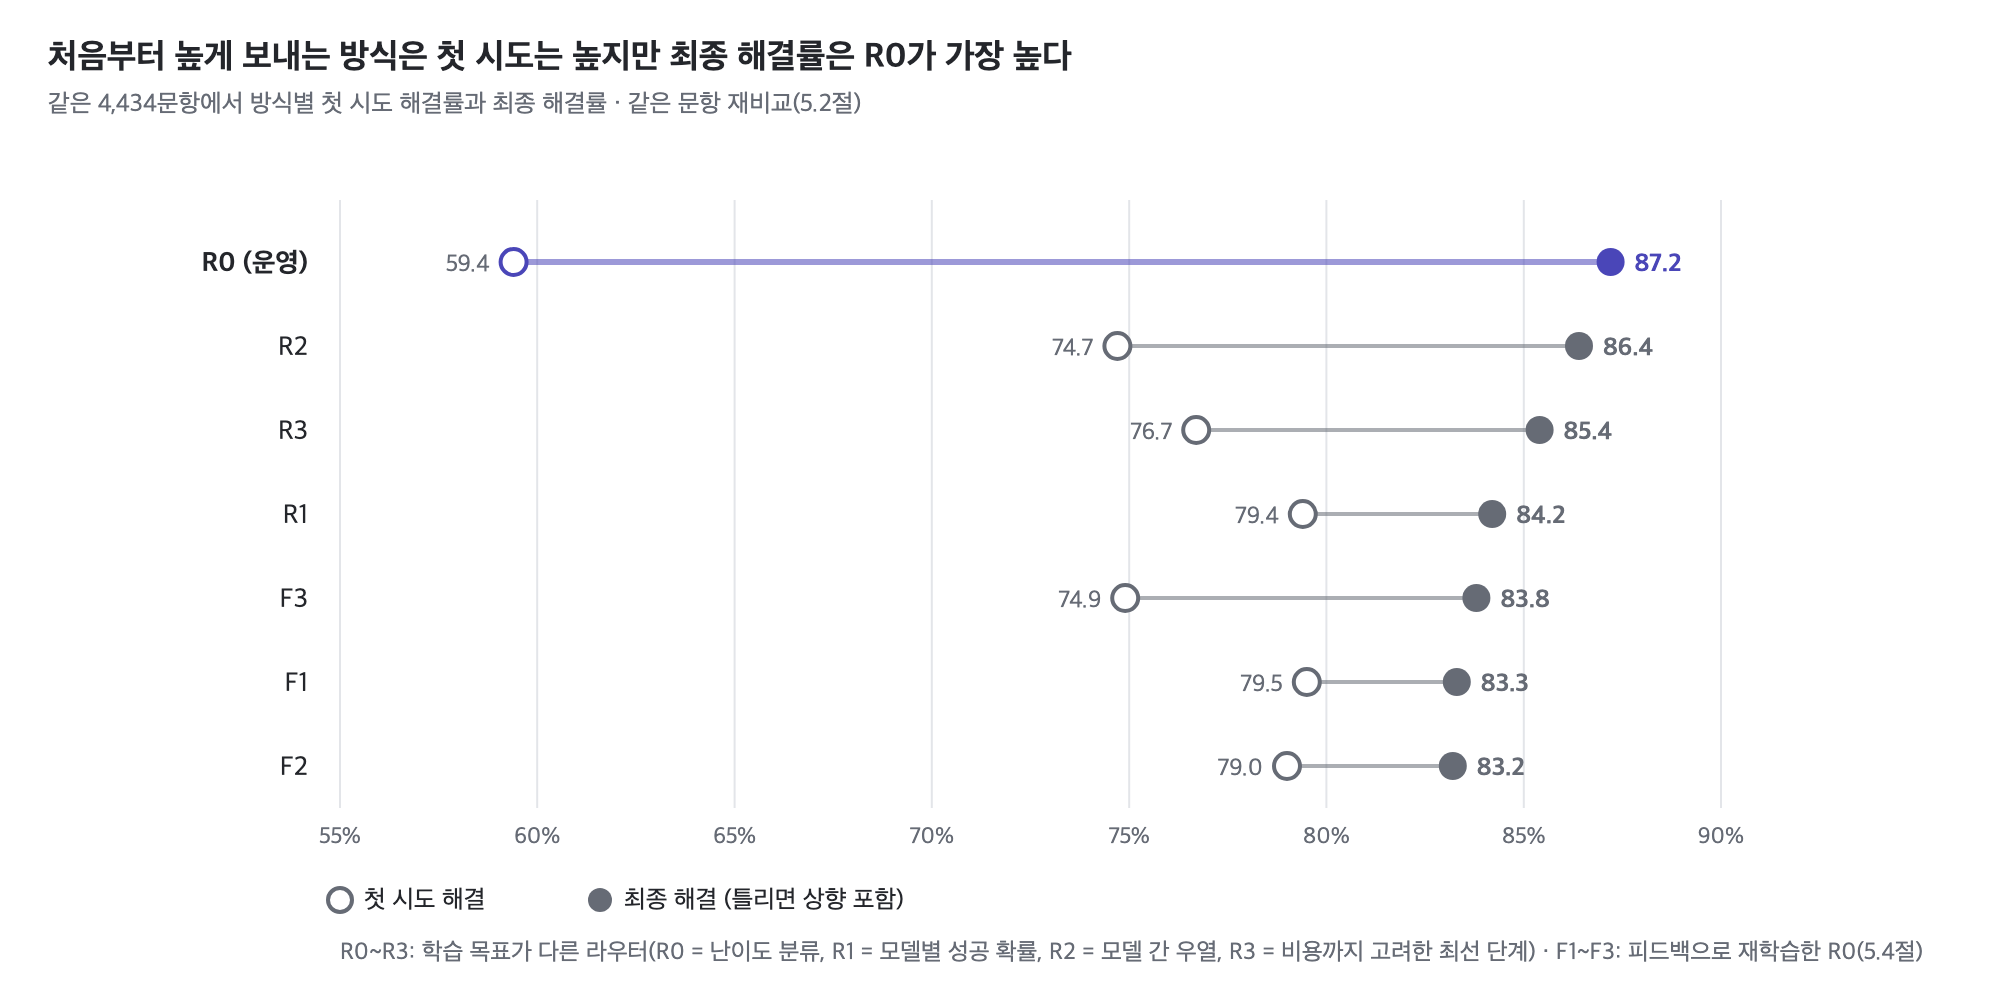 처음부터 높게 보내는 방식은 첫 시도는 높지만 최종 해결률은 R0가 가장 높다
같은 4,434문항에서 방식별 첫 시도 해결률과 최종 해결률 · 같은 문항 재비교(5.2절)
R0 (운영) 59.4 87.2
R2 74.7 86.4
R3 76.7 85.4
R1 79.4 84.2
F3 74.9 83.8
F1 79.5 83.3
F2 79.0 83.2
55% 60% 65% 70% 75% 80% 85% 90%
첫 시도 해결 최종 해결 (틀리면 상향 포함)
R0~R3: 학습 목표가 다른 라우터(R0 = 난이도 분류, R1 = 모델별 성공 확률, R2 = 모델 간 우열, R3 = 비용까지 고려한 최선 단계) · F1~F3: 피드백으로 재학습한 R0(5.4절)